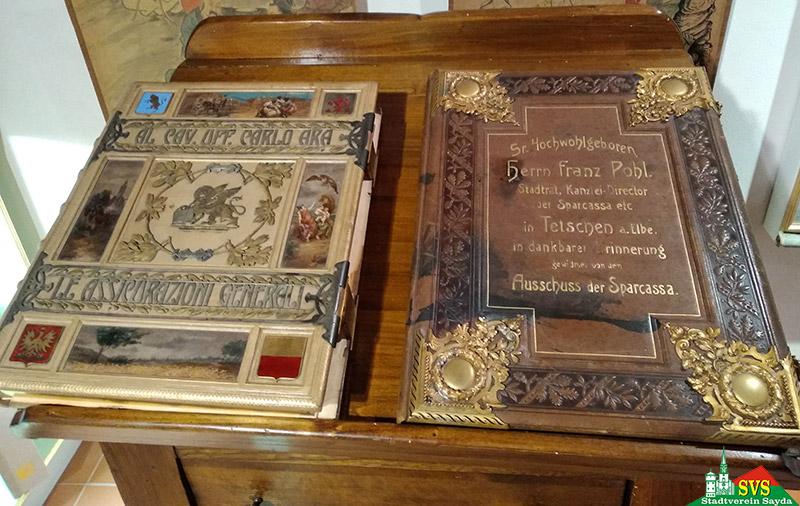 AL CAV. UFF. CARLO ARA
LE ASSICURAZIONI GENERALI
Sr. Hochwohlgeboren
Herrn Franz Pohl.
Stadtrat, Kanzlei-Director
der Sparcassa etc.
in Tetschen a. Elbe.
in dankbarer Erinnerung
gewidmet von dem
Ausschuss der Sparcassa.
SVS
Stadtverein Sayda